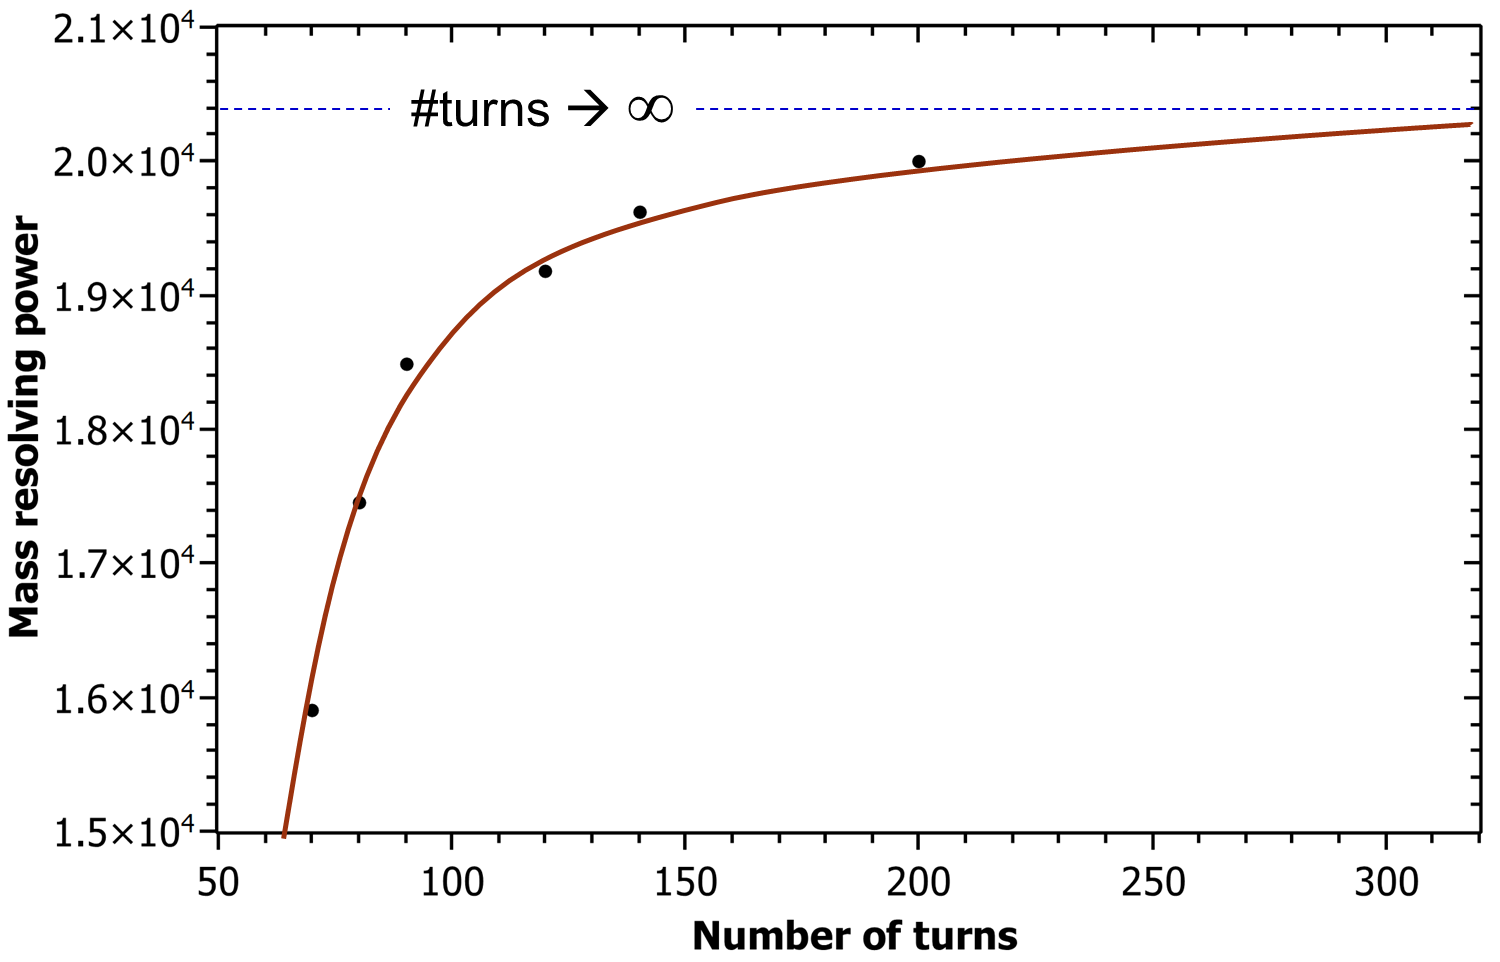 2.1×10⁴
#turns → ∞
2.0×10⁴
1.9×10⁴
1.8×10⁴
1.7×10⁴
1.6×10⁴
1.5×10⁴
Mass resolving power
50 100 150 200 250 300
Number of turns